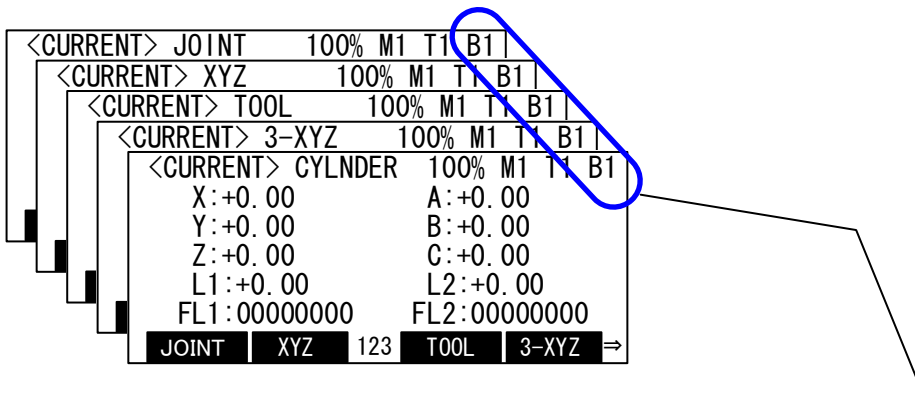 <CURRENT> JOINT 100% M1 T1 B1
<CURRENT> XYZ 100% M1 T1 B1
<CURRENT> TOOL 100% M1 T1 B1
<CURRENT> 3-XYZ 100% M1 T1 B1
<CURRENT> CYLNDER 100% M1 T1 B1
X:+0.00 A:+0.00
Y:+0.00 B:+0.00
Z:+0.00 C:+0.00
L1:+0.00 L2:+0.00
FL1:00000000 FL2:00000000
JOINT XYZ 123 TOOL 3-XYZ ⇒